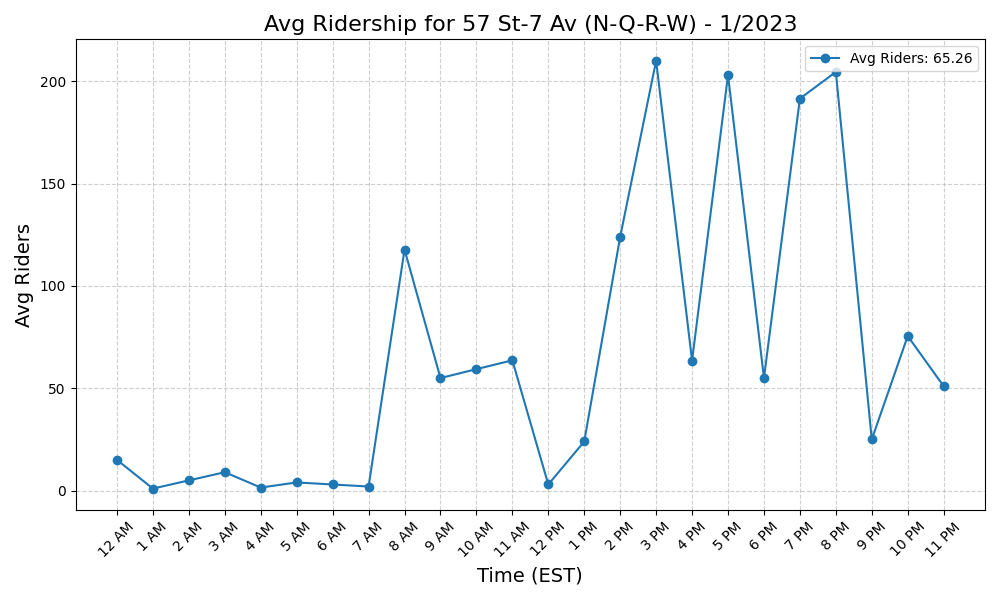 Avg Ridership for 57 St-7 Av (N-Q-R-W) - 1/2023
Avg Riders: 65.26
Avg Riders
200
150
100
50
0
12 AM
1 AM
2 AM
3 AM
4 AM
5 AM
6 AM
7 AM
8 AM
9 AM
10 AM
11 AM
12 PM
1 PM
2 PM
3 PM
4 PM
5 PM
6 PM
7 PM
8 PM
9 PM
10 PM
11 PM
Time (EST)